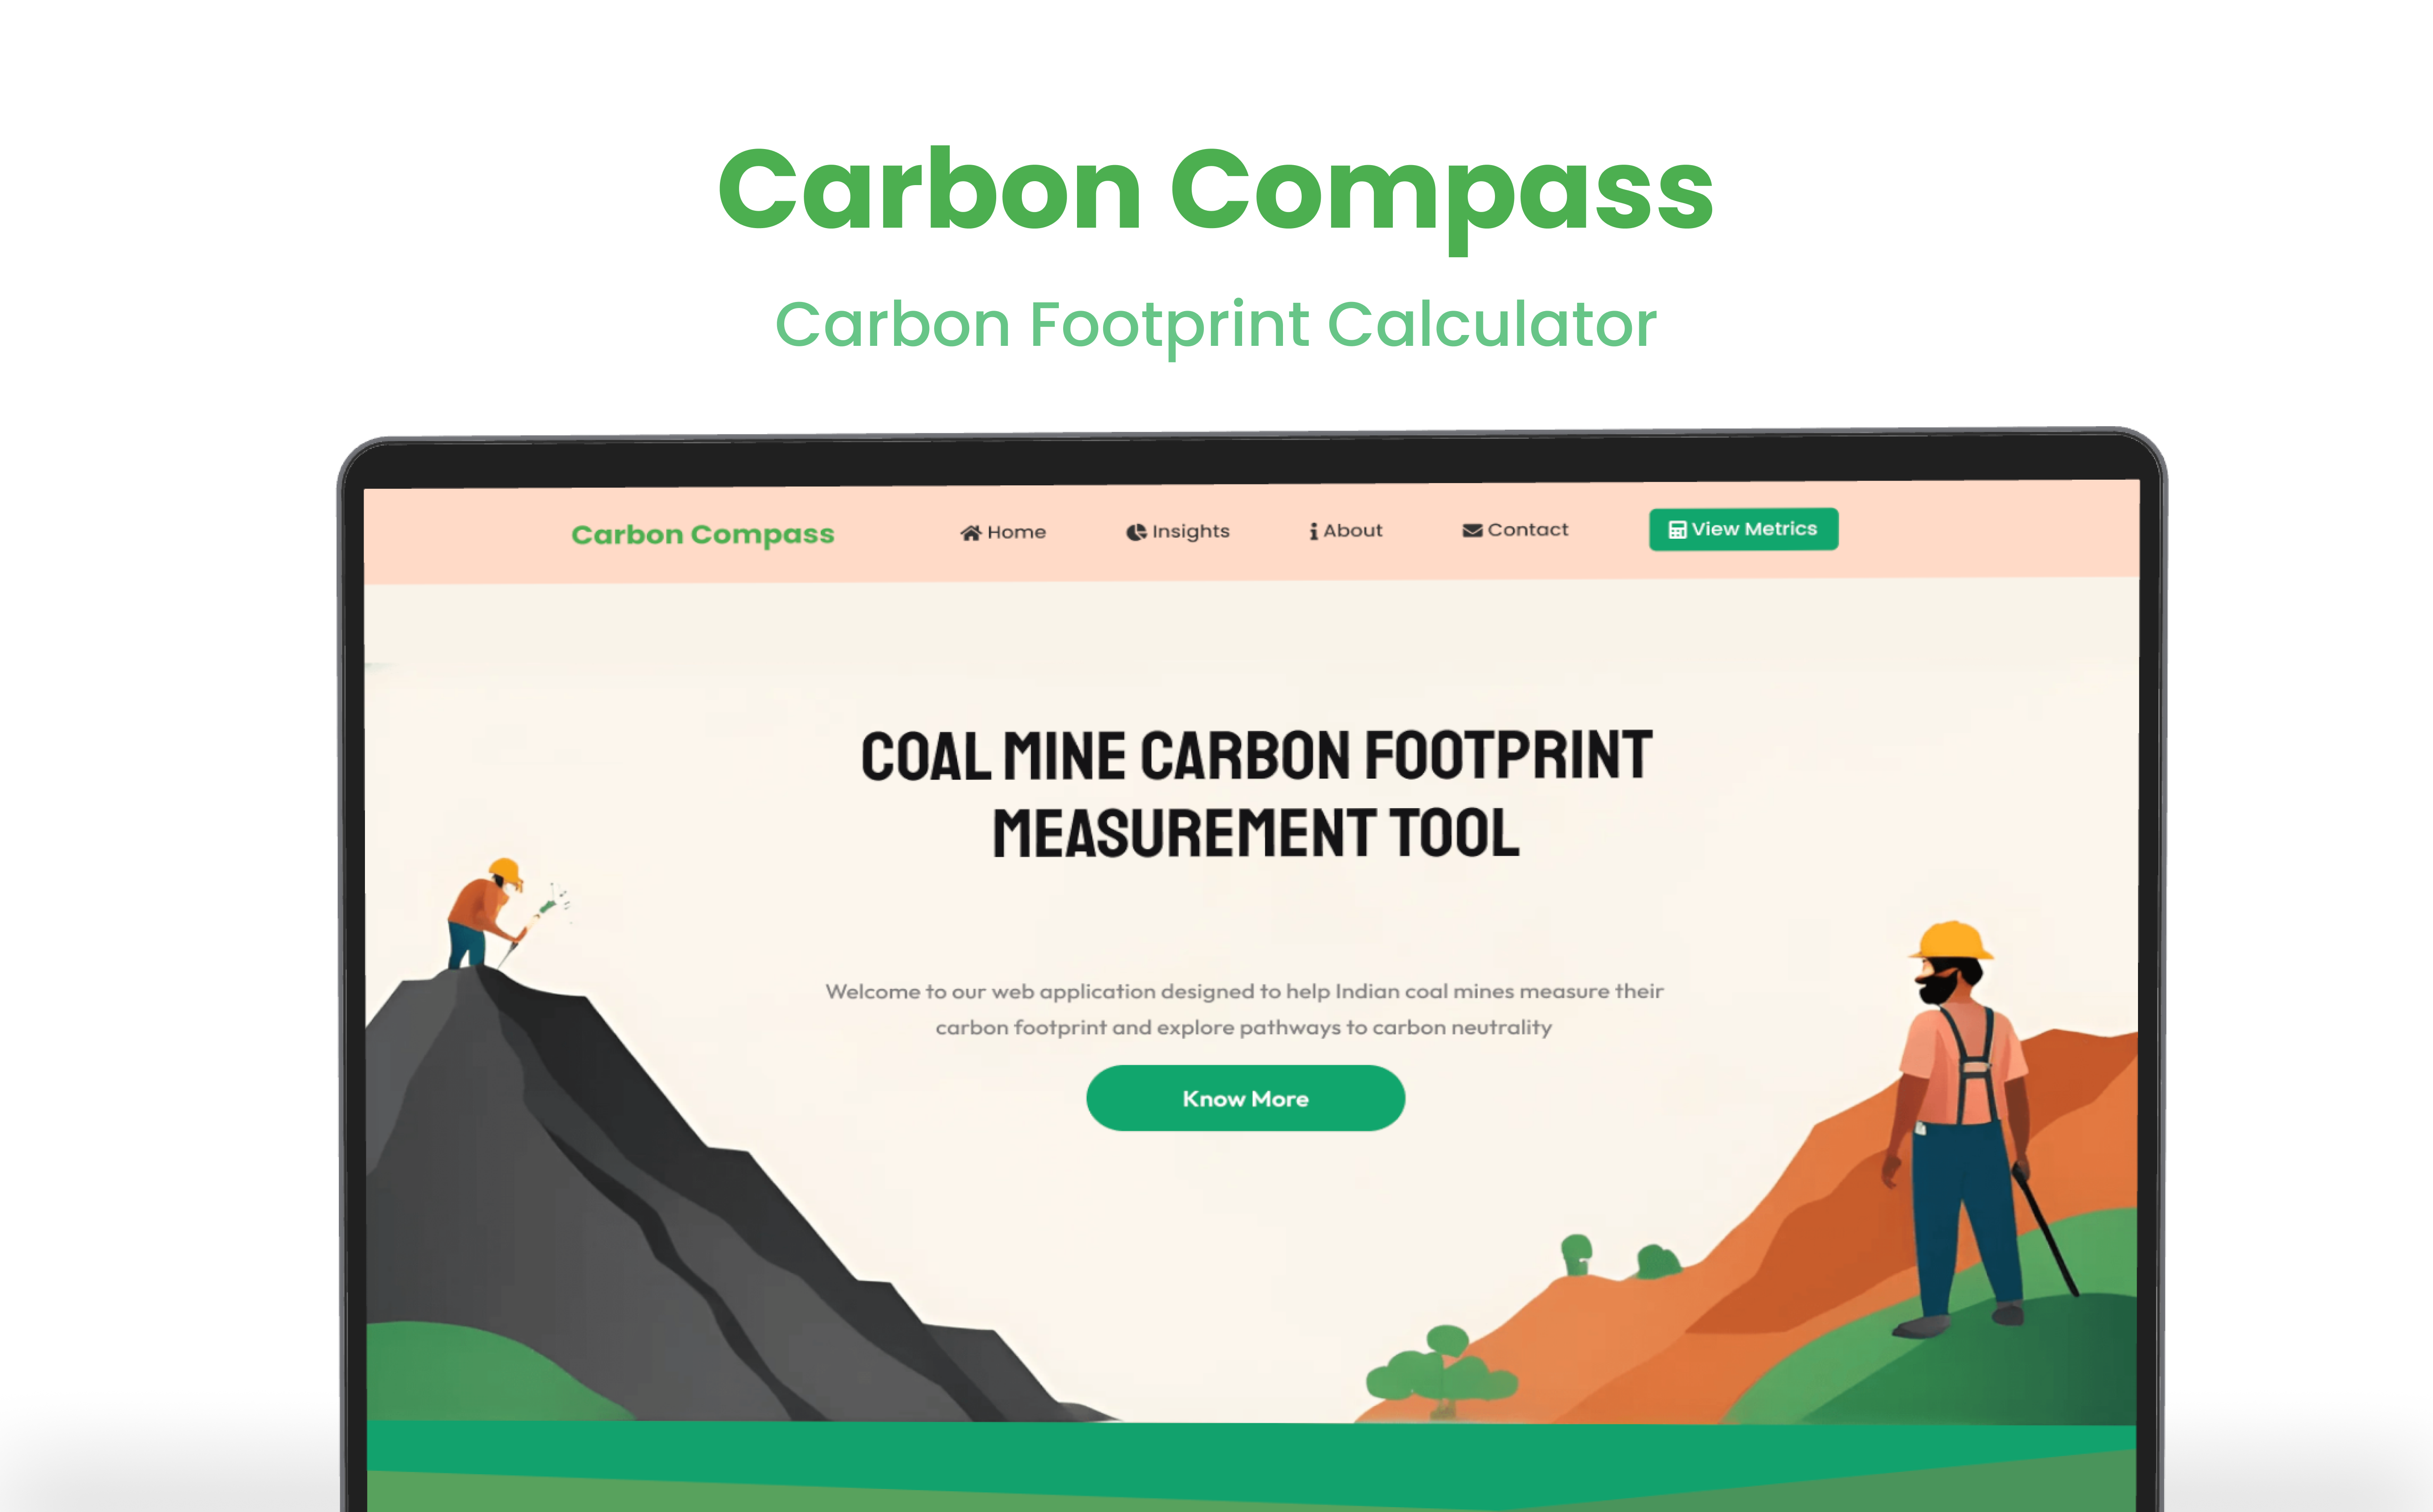 Carbon Compass
Carbon Footprint Calculator
Carbon Compass
Home
Insights
About
Contact
View Metrics
COAL MINE CARBON FOOTPRINT
MEASUREMENT TOOL
Welcome to our web application designed to help Indian coal mines measure their
carbon footprint and explore pathways to carbon neutrality
Know More